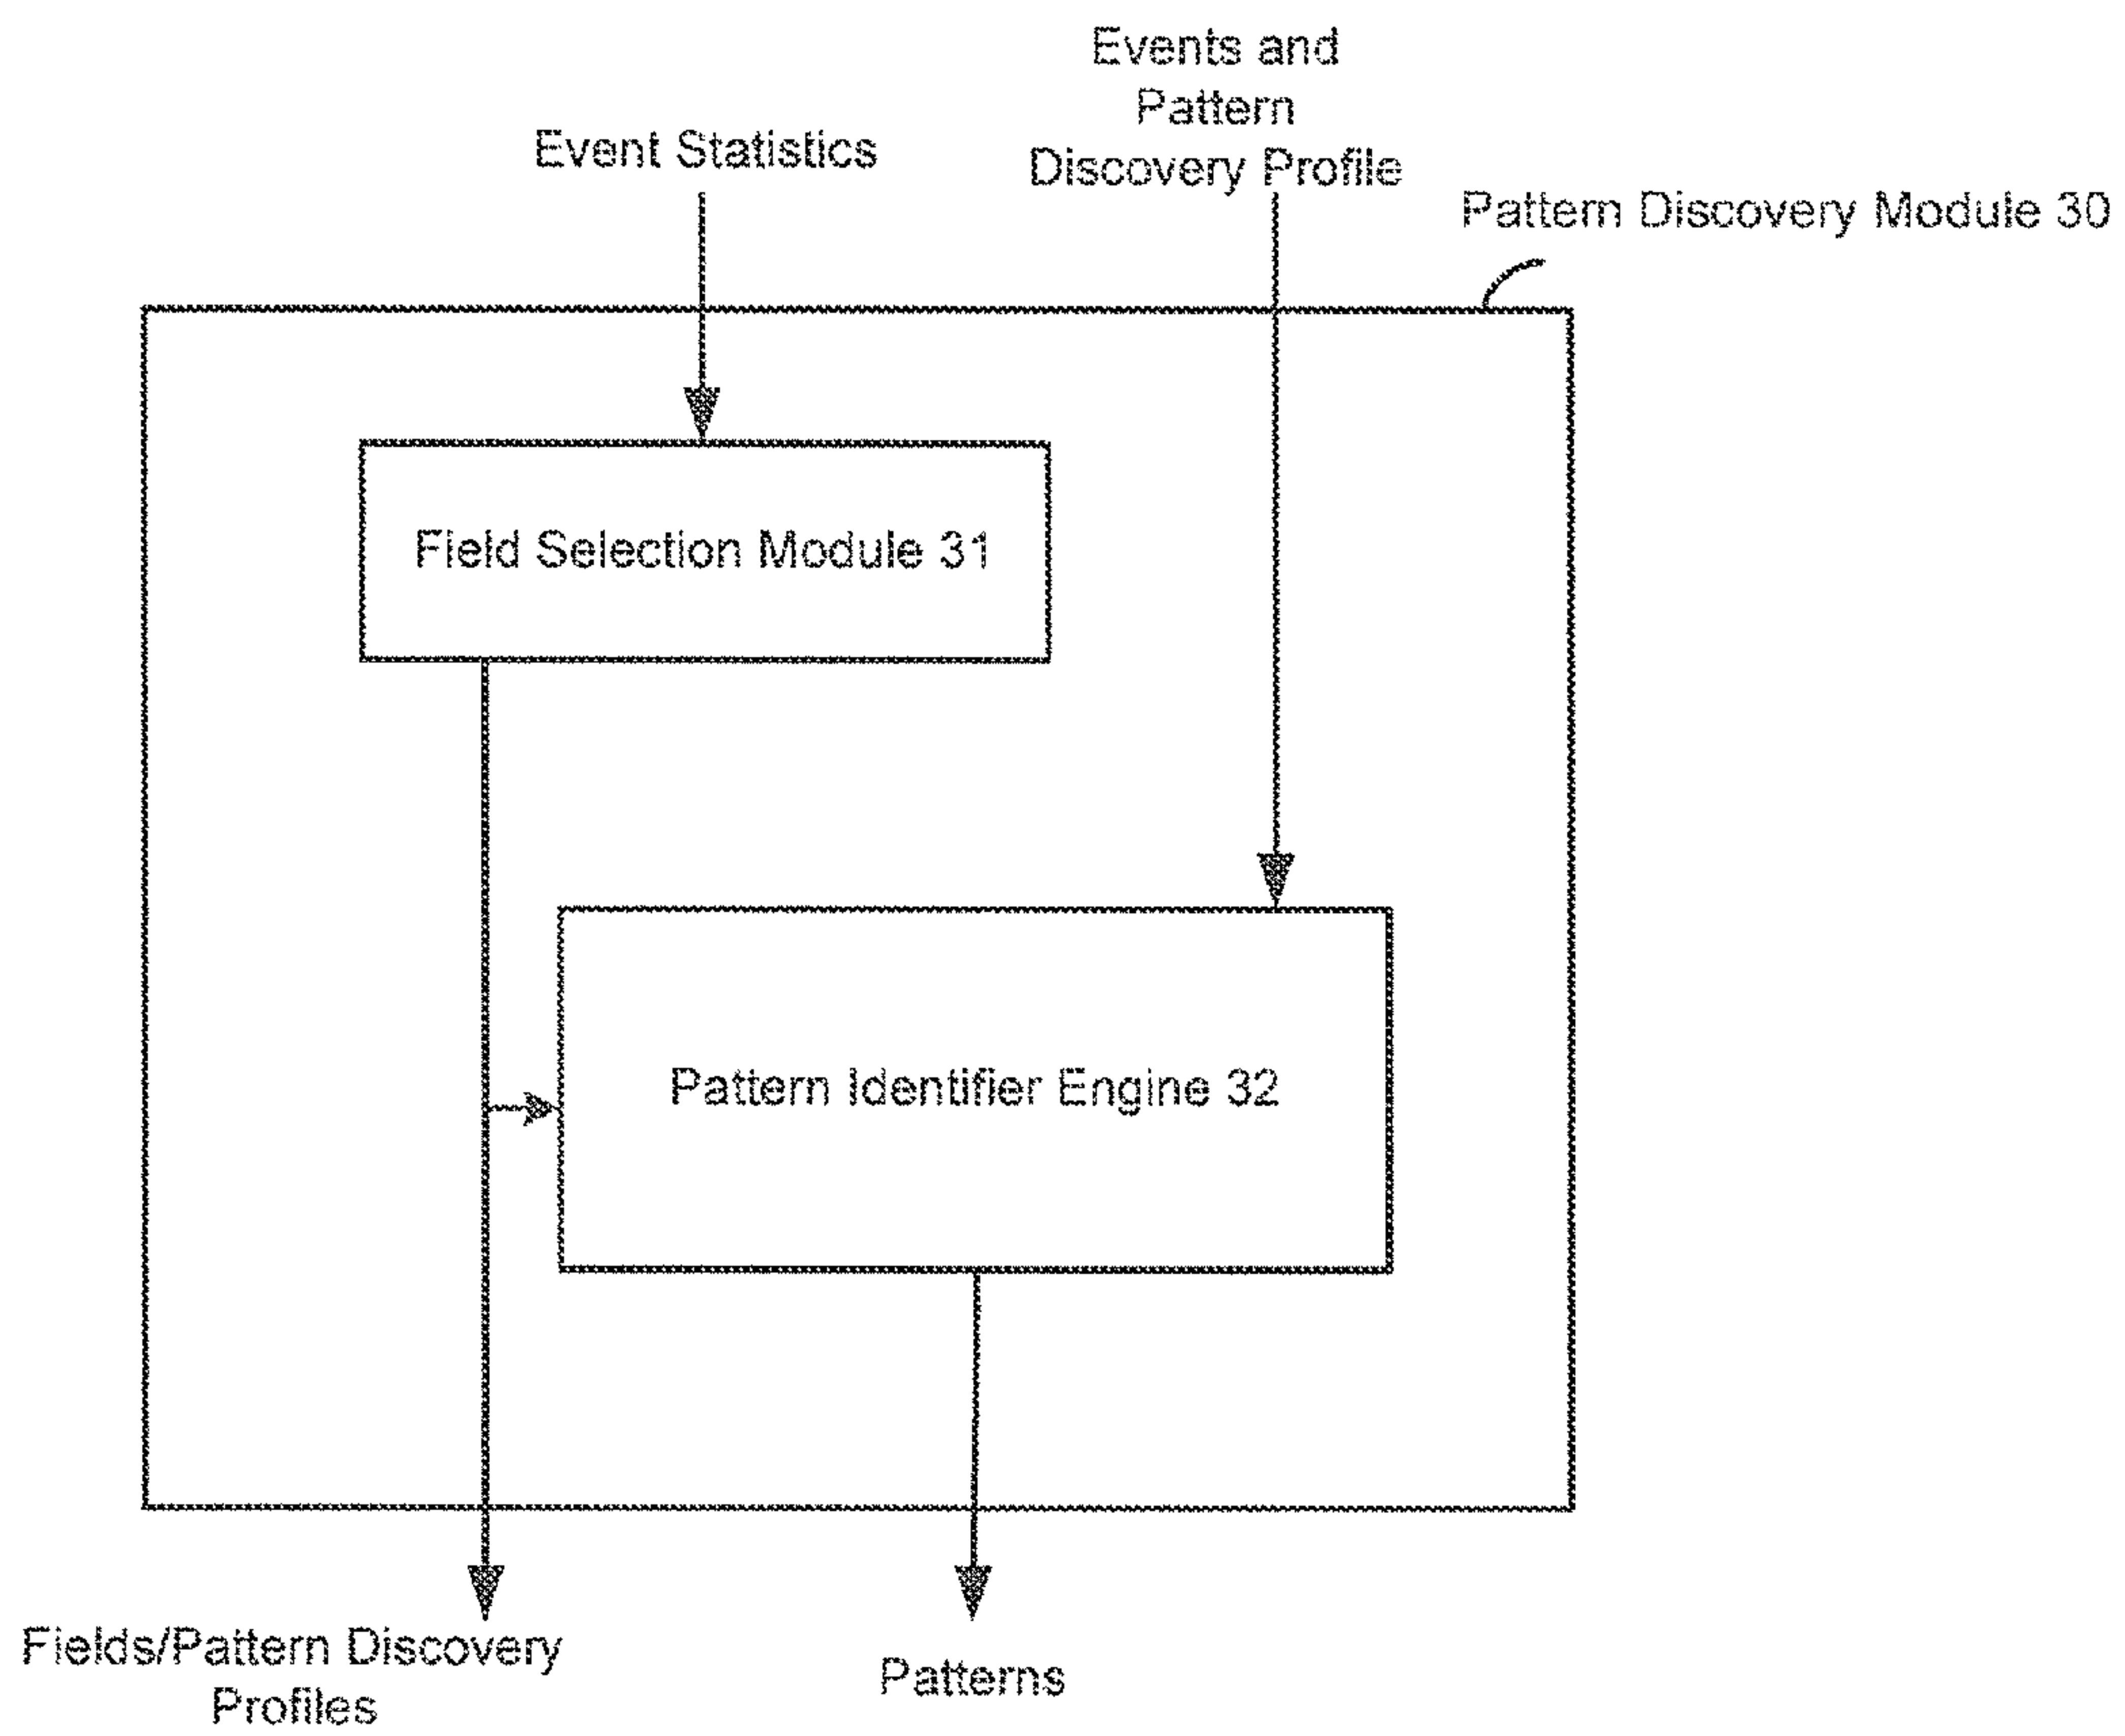 Events and
Pattern
Discovery Profile
Event Statistics
Pattern Discovery Module 30
Field Selection Module 31
Pattern Identifier Engine 32
Fields/Pattern Discovery
Profiles
Patterns